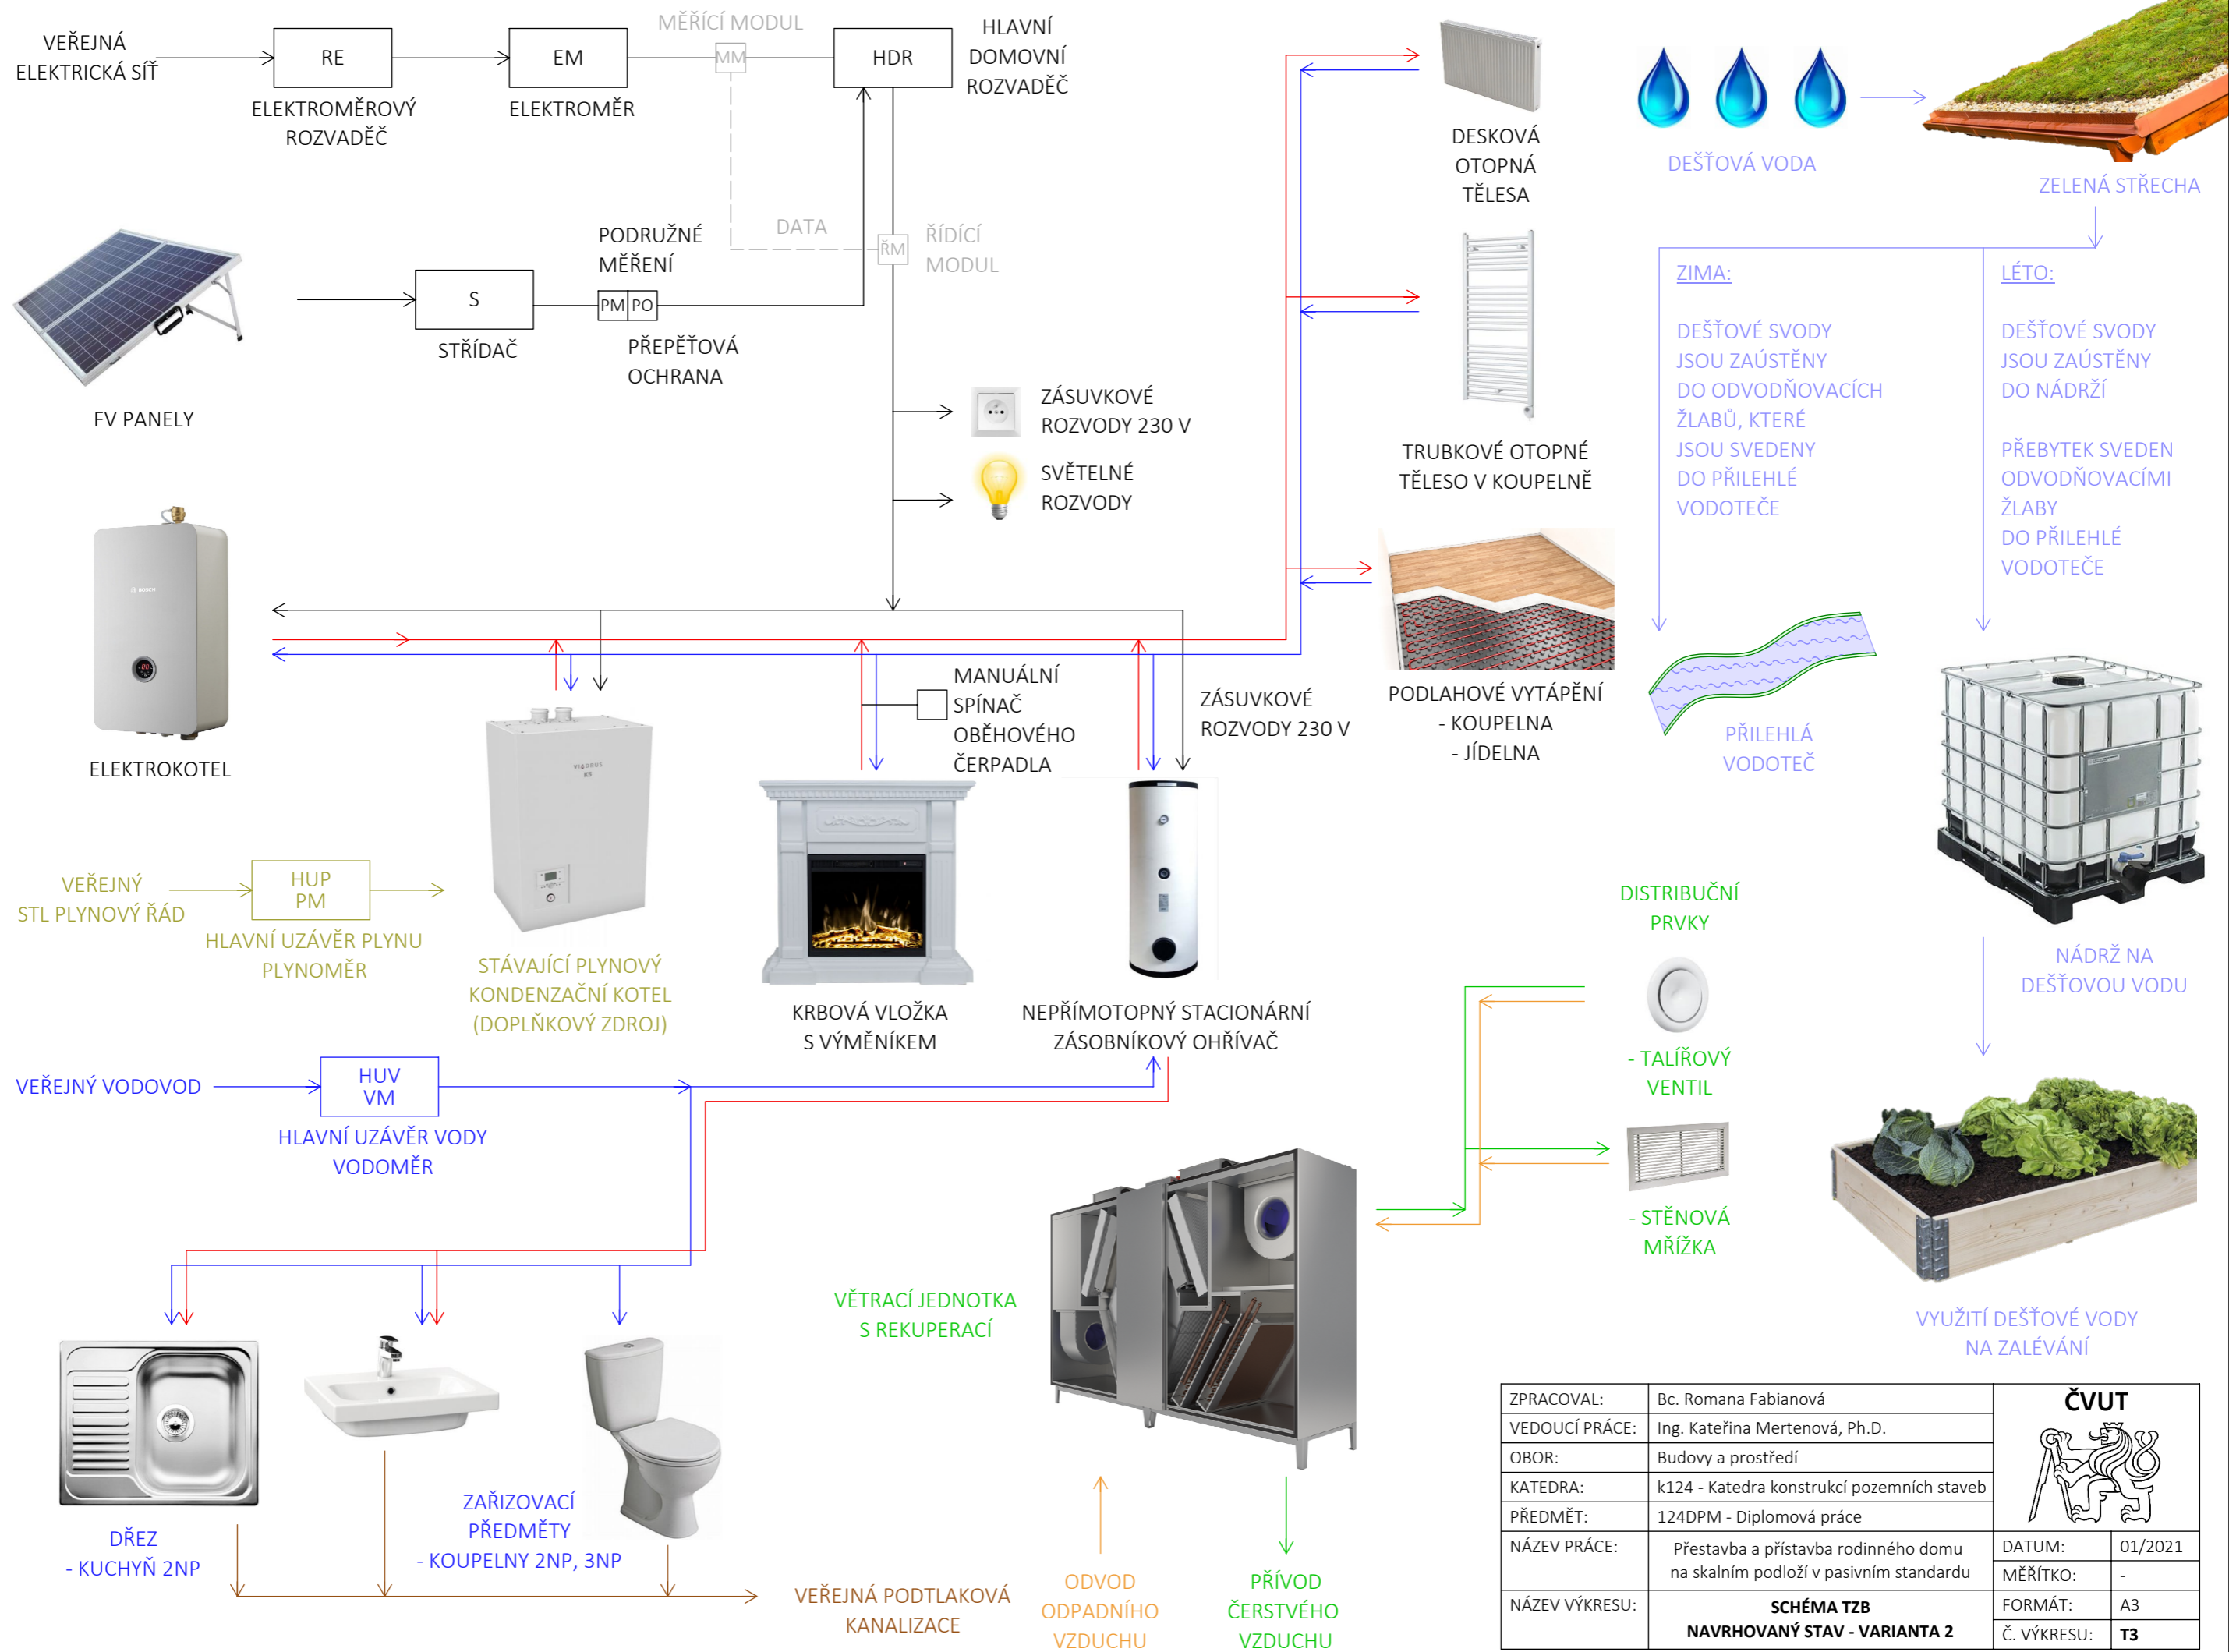 VEŘEJNÁ
ELEKTRICKÁ SÍŤ
RE
ELEKTROMĚROVÝ
ROZVADĚČ
EM
ELEKTROMĚR
MĚŘÍCÍ MODUL
MM
HDR
HLAVNÍ
DOMOVNÍ
ROZVADĚČ
DATA
ŘM
ŘÍDÍCÍ
MODUL
FV PANELY
S
STŘÍDAČ
PODRUŽNÉ
MĚŘENÍ
PM
PO
PŘEPĚŤOVÁ
OCHRANA
ZÁSUVKOVÉ
ROZVODY 230 V
SVĚTELNÉ
ROZVODY
DESKOVÁ
OTOPNÁ
TĚLESA
TRUBKOVÉ OTOPNÉ
TĚLESO V KOUPELNĚ
PODLAHOVÉ VYTÁPĚNÍ
- KOUPELNA
- JÍDELNA
DEŠŤOVÁ VODA
ZELENÁ STŘECHA
ZIMA:
DEŠŤOVÉ SVODY
JSOU ZAÚSTĚNY
DO ODVODŇOVACÍCH
ŽLABŮ, KTERÉ
JSOU SVEDENY
DO PŘILEHLÉ
VODOTEČE
LÉTO:
DEŠŤOVÉ SVODY
JSOU ZAÚSTĚNY
DO NÁDRŽÍ
PŘEBYTEK SVEDEN
ODVODŇOVACÍMI
ŽLABY
DO PŘILEHLÉ
VODOTEČE
PŘILEHLÁ
VODOTEČ
NÁDRŽ NA
DEŠŤOVOU VODU
VYUŽITÍ DEŠŤOVÉ VODY
NA ZALÉVÁNÍ
BOSCH
ELEKTROKOTEL
VIADRUS
K5
STÁVAJÍCÍ PLYNOVÝ
KONDENZAČNÍ KOTEL
(DOPLŇKOVÝ ZDROJ)
MANUÁLNÍ
SPÍNAČ
OBĚHOVÉHO
ČERPADLA
ZÁSUVKOVÉ
ROZVODY 230 V
KRBOVÁ VLOŽKA
S VÝMĚNÍKEM
NEPŘÍMOTOPNÝ STACIONÁRNÍ
ZÁSOBNÍKOVÝ OHŘÍVAČ
VEŘEJNÝ
STL PLYNOVÝ ŘÁD
HUP
PM
HLAVNÍ UZÁVĚR PLYNU
PLYNOMĚR
VEŘEJNÝ VODOVOD
HUV
VM
HLAVNÍ UZÁVĚR VODY
VODOMĚR
DŘEZ
- KUCHYŇ 2NP
ZAŘIZOVACÍ
PŘEDMĚTY
- KOUPELNY 2NP, 3NP
VEŘEJNÁ PODTLAKOVÁ
KANALIZACE
DISTRIBUČNÍ
PRVKY
- TALÍŘOVÝ
VENTIL
- STĚNOVÁ
MŘÍŽKA
VĚTRACÍ JEDNOTKA
S REKUPERACÍ
ODVOD
ODPADNÍHO
VZDUCHU
PŘÍVOD
ČERSTVÉHO
VZDUCHU
ZPRACOVAL: Bc. Romana Fabianová
VEDOUCÍ PRÁCE: Ing. Kateřina Mertenová, Ph.D.
OBOR: Budovy a prostředí
KATEDRA: k124 - Katedra konstrukcí pozemních staveb
PŘEDMĚT: 124DPM - Diplomová práce
NÁZEV PRÁCE: Přestavba a přístavba rodinného domu
na skalním podloží v pasivním standardu
NÁZEV VÝKRESU: SCHÉMA TZB
NAVRHOVANÝ STAV - VARIANTA 2
ČVUT
DATUM: 01/2021
MĚŘÍTKO: -
FORMÁT: A3
Č. VÝKRESU: T3